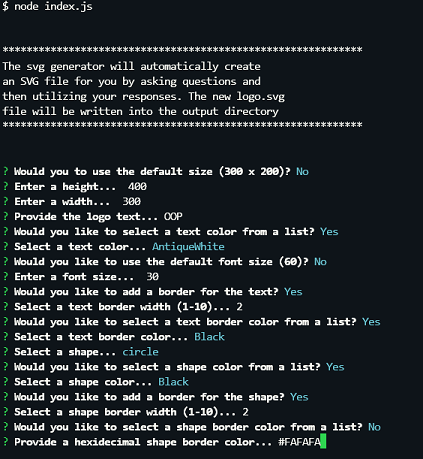 $ node index.js
************************************************************
The svg generator will automatically create
an SVG file for you by asking questions and
then utilizing your responses. The new logo.svg
file will be written into the output directory
************************************************************
? Would you to use the default size (300 x 200)? No
? Enter a height... 400
? Enter a width... 300
? Provide the logo text... OOP
? Would you like to select a text color from a list? Yes
? Select a text color... AntiqueWhite
? Would you like to use the default font size (60)? No
? Enter a font size... 30
? Would you like to add a border for the text? Yes
? Select a text border width (1-10)... 2
? Would you like to select a text border color from a list? Yes
? Select a text border color... Black
? Select a shape... circle
? Would you like to select a shape color from a list? Yes
? Select a shape color... Black
? Would you like to add a border for the shape? Yes
? Select a shape border width (1-10)... 2
? Would you like to select a shape border color from a list? No
? Provide a hexidecimal shape border color... #FAFAFA